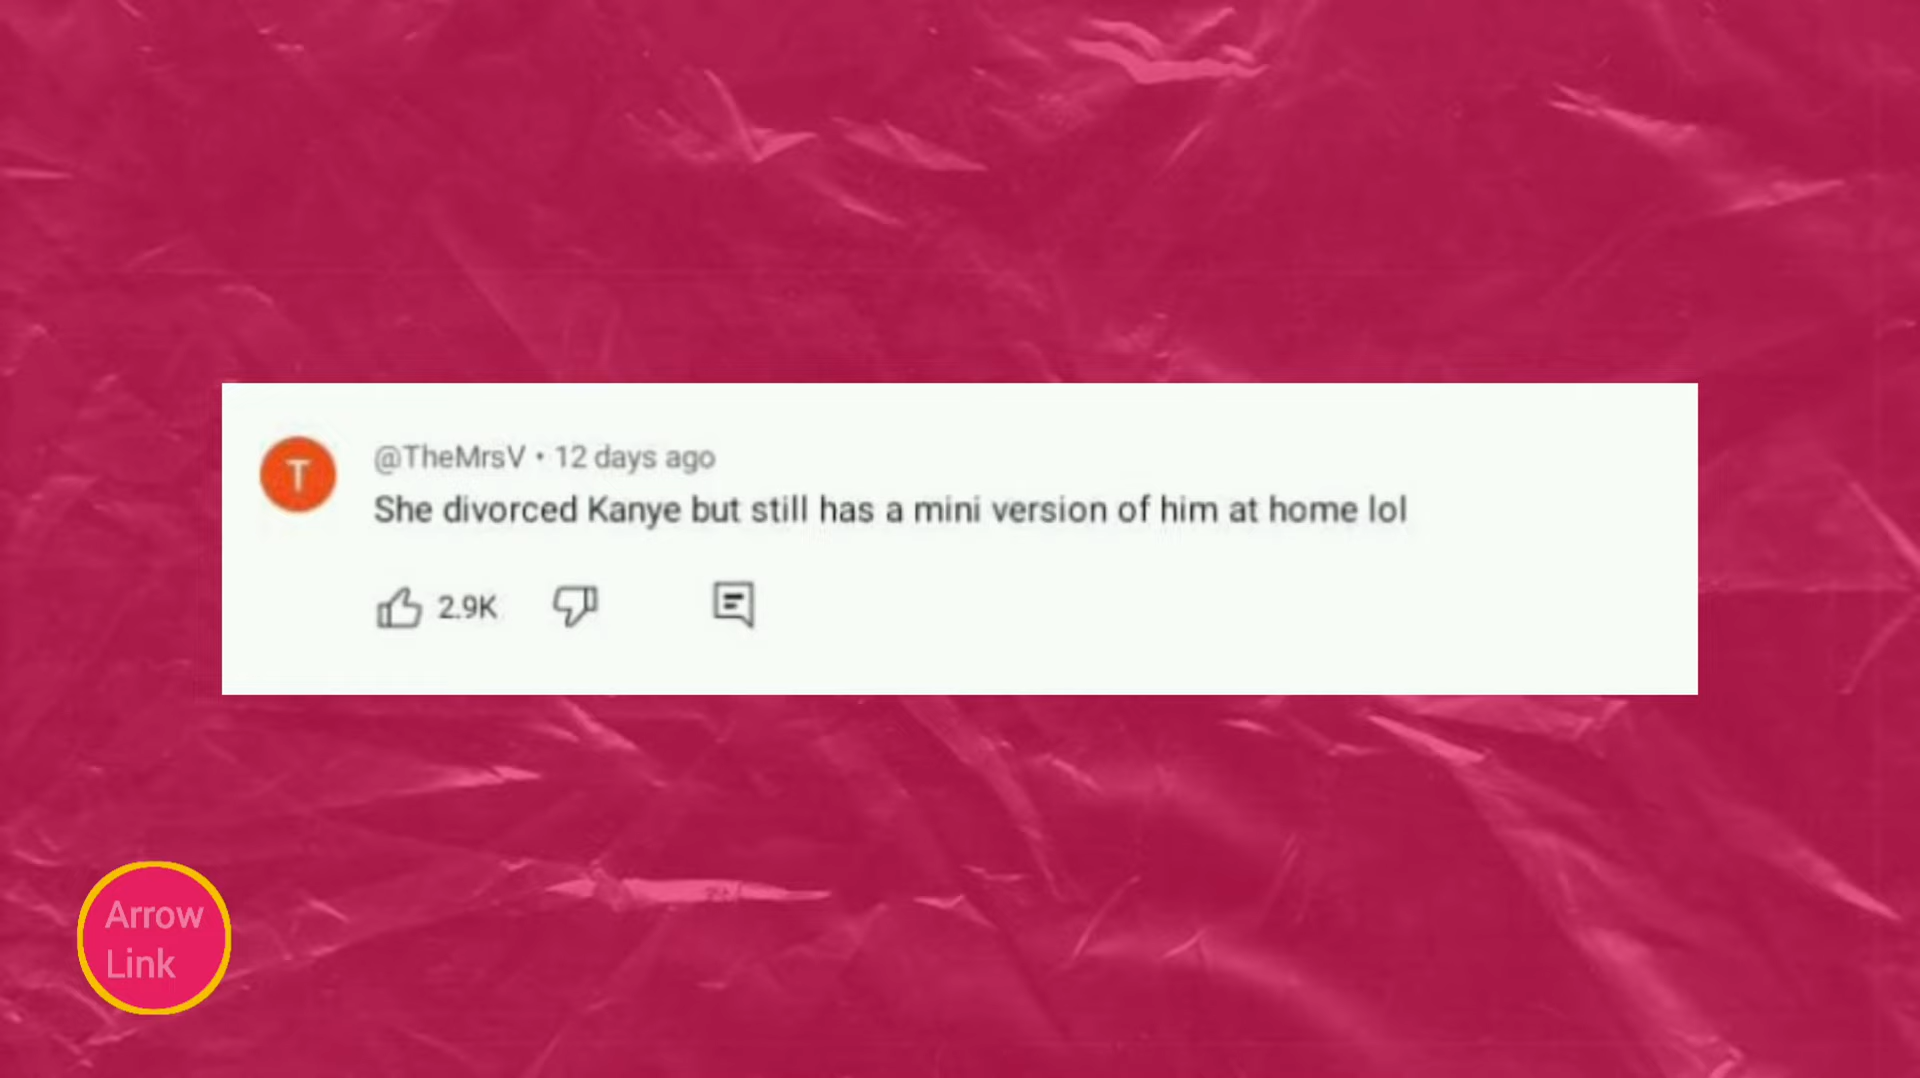 @TheMrsV • 12 days ago
She divorced Kanye but still has a mini version of him at home lol
2.9K
T
Arrow
Link